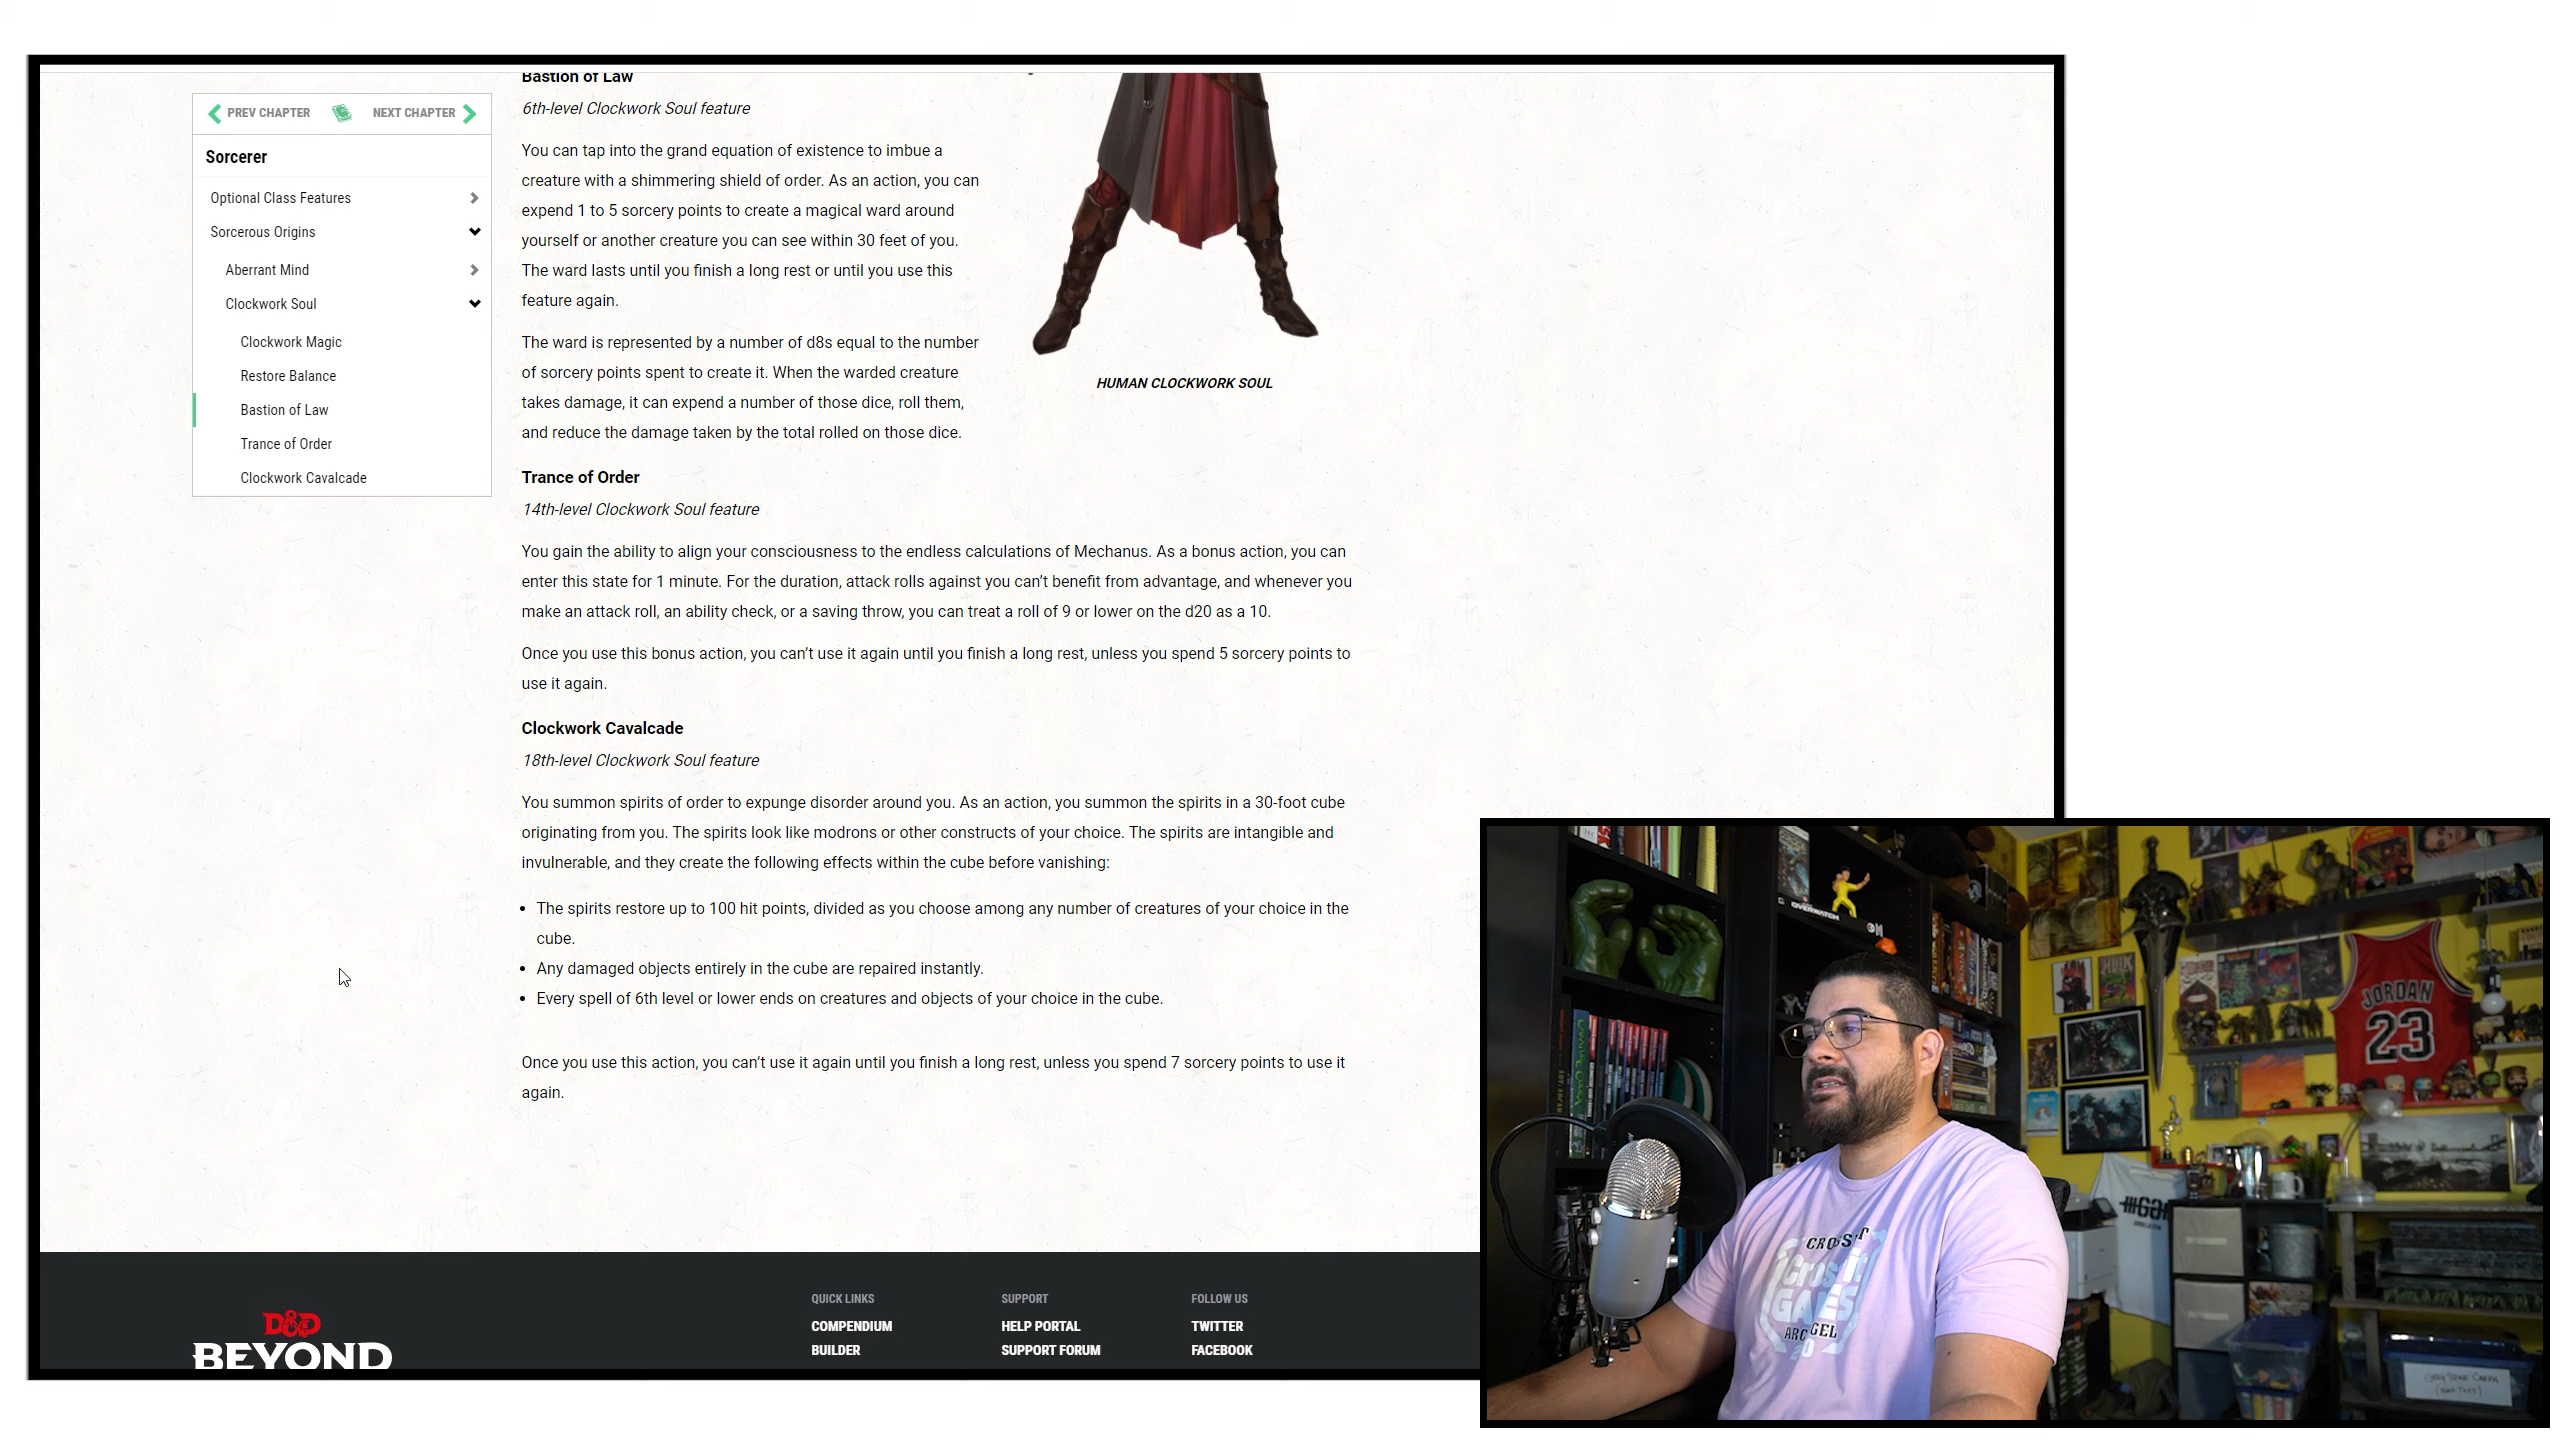 Bastion of Law
6th-level Clockwork Soul feature
You can tap into the grand equation of existence to imbue a
creature with a shimmering shield of order. As an action, you can
expend 1 to 5 sorcery points to create a magical ward around
yourself or another creature you can see within 30 feet of you.
The ward lasts until you finish a long rest or until you use this
feature again.
The ward is represented by a number of d8s equal to the number
of sorcery points spent to create it. When the warded creature
takes damage, it can expend a number of those dice, roll them,
and reduce the damage taken by the total rolled on those dice.
HUMAN CLOCKWORK SOUL
PREV CHAPTER
NEXT CHAPTER
Sorcerer
Optional Class Features
Sorcerous Origins
Aberrant Mind
Clockwork Soul
Clockwork Magic
Restore Balance
Bastion of Law
Trance of Order
Clockwork Cavalcade
Trance of Order
14th-level Clockwork Soul feature
You gain the ability to align your consciousness to the endless calculations of Mechanus. As a bonus action, you can
enter this state for 1 minute. For the duration, attack rolls against you can’t benefit from advantage, and whenever you
make an attack roll, an ability check, or a saving throw, you can treat a roll of 9 or lower on the d20 as a 10.
Once you use this bonus action, you can’t use it again until you finish a long rest, unless you spend 5 sorcery points to
use it again.
Clockwork Cavalcade
18th-level Clockwork Soul feature
You summon spirits of order to expunge disorder around you. As an action, you summon the spirits in a 30-foot cube
originating from you. The spirits look like modrons or other constructs of your choice. The spirits are intangible and
invulnerable, and they create the following effects within the cube before vanishing:
• The spirits restore up to 100 hit points, divided as you choose among any number of creatures of your choice in the
cube.
• Any damaged objects entirely in the cube are repaired instantly.
• Every spell of 6th level or lower ends on creatures and objects of your choice in the cube.
Once you use this action, you can’t use it again until you finish a long rest, unless you spend 7 sorcery points to use it
again.
D&D
BEYOND
QUICK LINKS
COMPENDIUM
BUILDER
SUPPORT
HELP PORTAL
SUPPORT FORUM
FOLLOW US
TWITTER
FACEBOOK
OVERWATCH
JORDAN
23